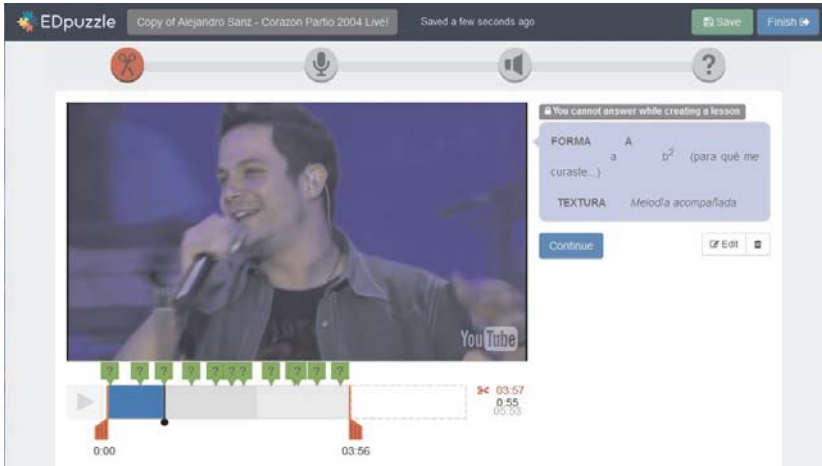 EDpuzzle Copy of Alejandro Sanz - Corazon Partio 2004 Live! Saved a few seconds ago Save Finish
?
You cannot answer while creating a lesson
FORMA A
a b² (para qué me
curaste...)
TEXTURA Melodía acompañada
Continue Edit
You Tube
? ? ? ? ? ? ? ? ? ? ?
03:57
0:55
05:53
0:00 03:56